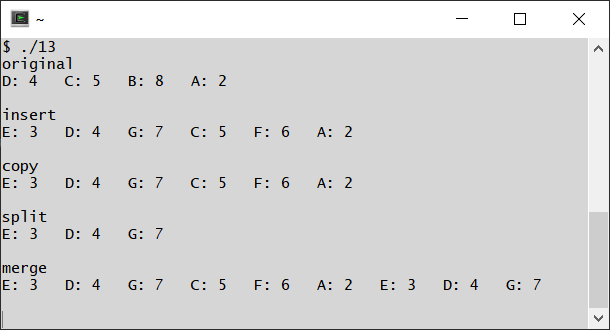 ~
$ ./13
original
D: 4   C: 5   B: 8   A: 2
insert
E: 3   D: 4   G: 7   C: 5   F: 6   A: 2
copy
E: 3   D: 4   G: 7   C: 5   F: 6   A: 2
split
E: 3   D: 4   G: 7
merge
E: 3   D: 4   G: 7   C: 5   F: 6   A: 2   E: 3   D: 4   G: 7